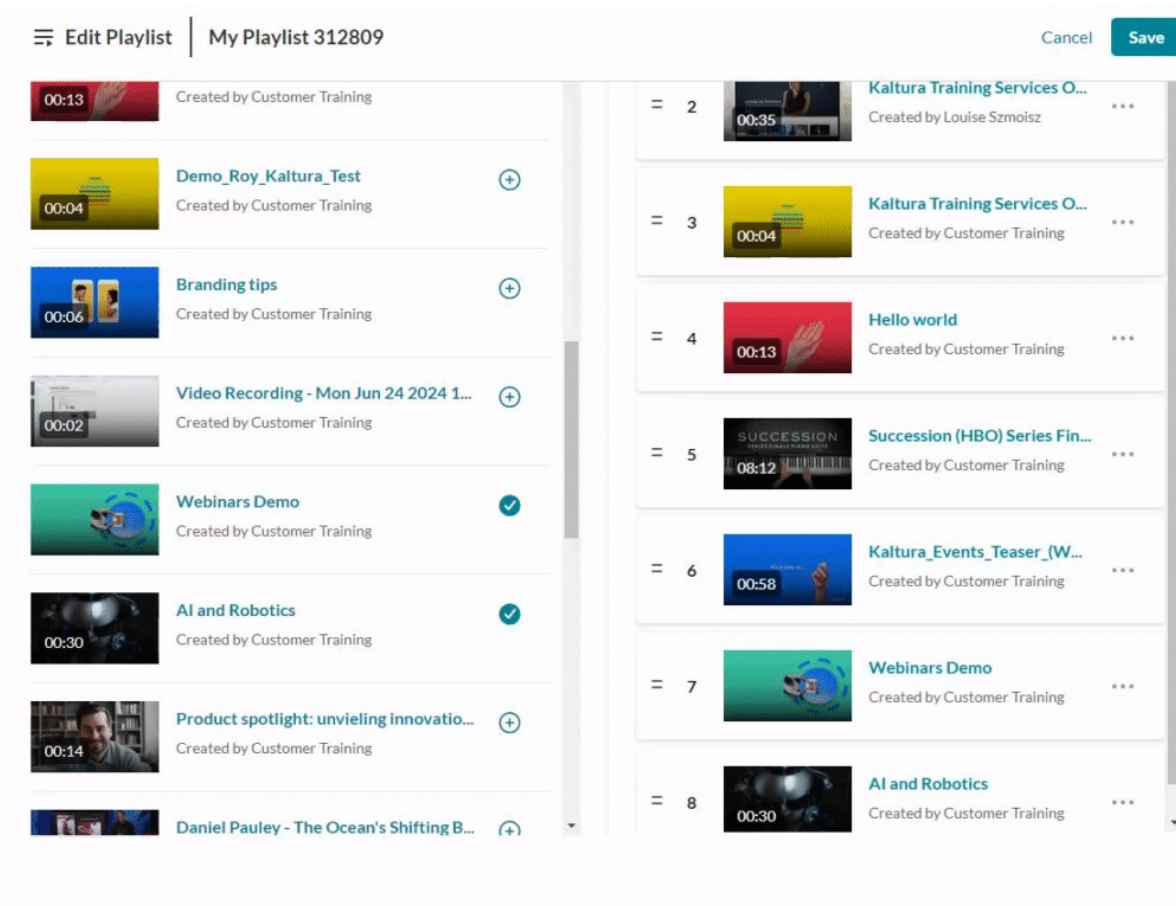 Edit Playlist
My Playlist 312809
Cancel
Save
00:13
Created by Customer Training
Demo_Roy_Kaltura_Test
00:04
Created by Customer Training
Branding tips
00:06
Created by Customer Training
Video Recording - Mon Jun 24 2024 1...
00:02
Created by Customer Training
Webinars Demo
Created by Customer Training
AI and Robotics
00:30
Created by Customer Training
Product spotlight: unvieling innovatio...
00:14
Created by Customer Training
Daniel Pauley - The Ocean's Shifting B...
2
00:35
Kaltura Training Services O...
Created by Louise Szmoisz
3
00:04
Kaltura Training Services O...
Created by Customer Training
4
00:13
Hello world
Created by Customer Training
5
SUCCESSION
08:12
Succession (HBO) Series Fin...
Created by Customer Training
6
00:58
Kaltura_Events_Teaser_(W...
Created by Customer Training
7
Webinars Demo
Created by Customer Training
8
00:30
AI and Robotics
Created by Customer Training